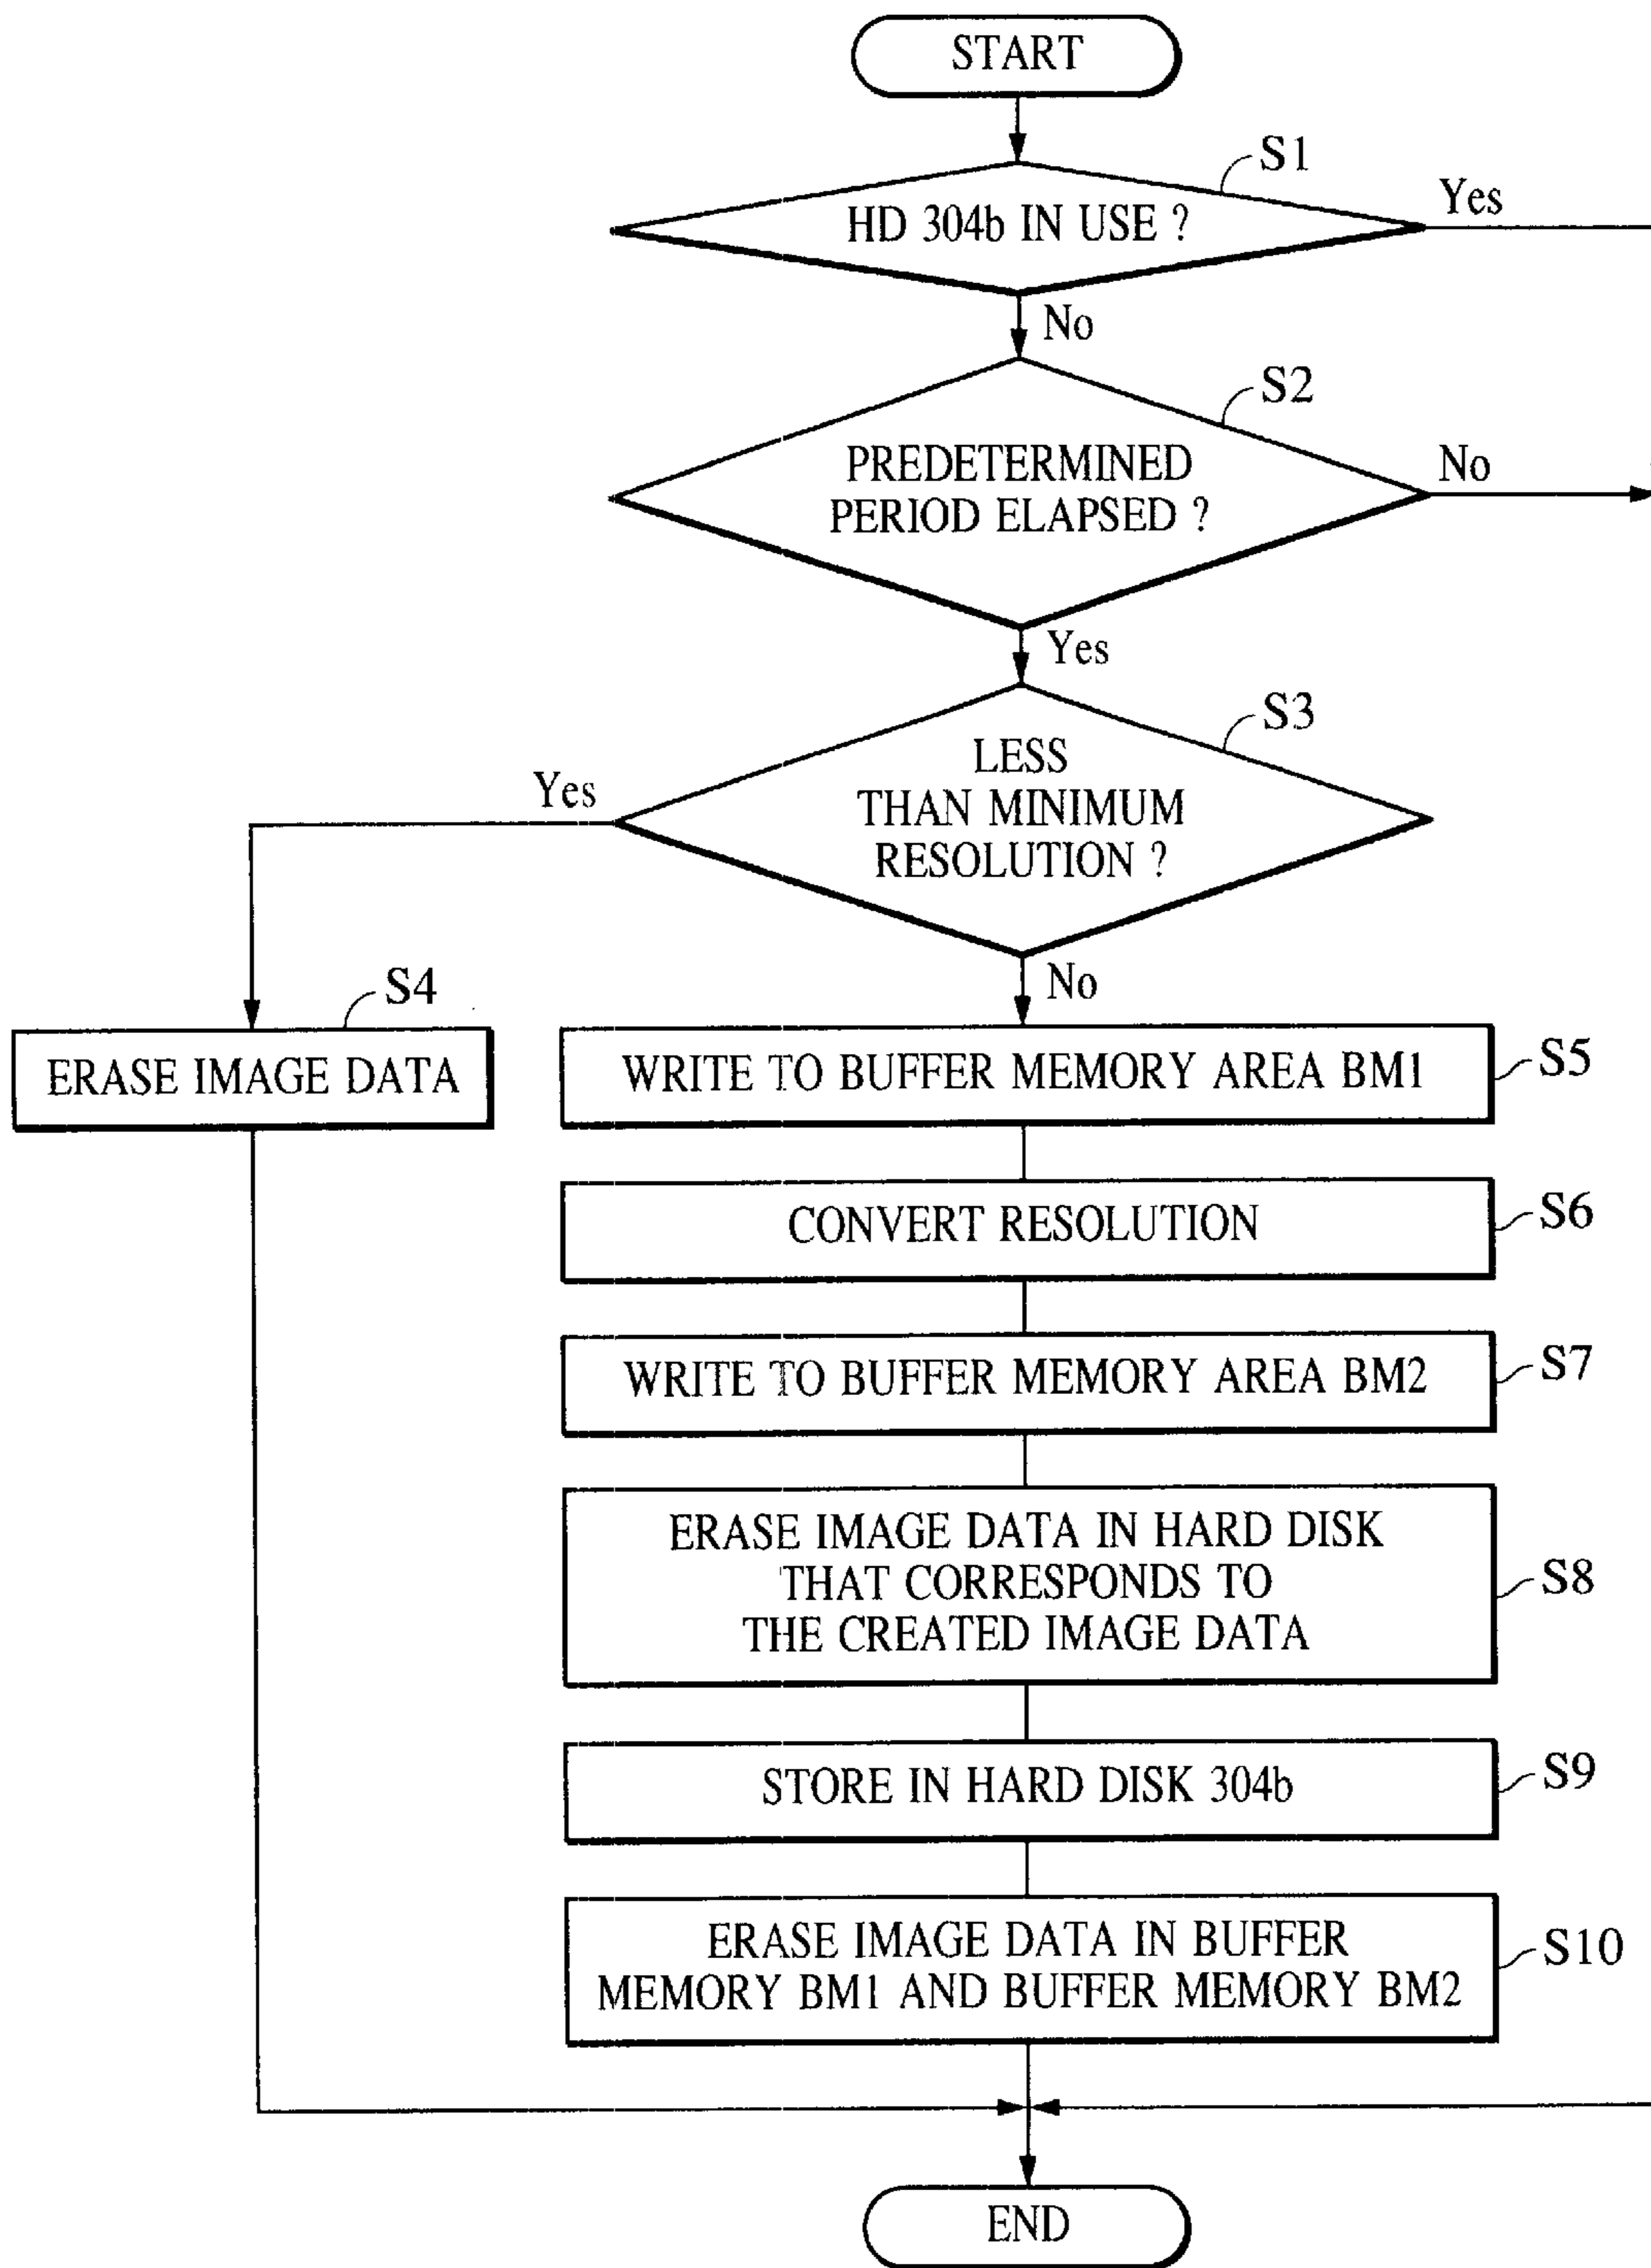 START
S1
HD 304b IN USE ?
Yes
No
S2
PREDETERMINED
PERIOD ELAPSED ?
No
Yes
S3
LESS
THAN MINIMUM
RESOLUTION ?
Yes
No
S4
ERASE IMAGE DATA
WRITE TO BUFFER MEMORY AREA BM1
S5
CONVERT RESOLUTION
S6
WRITE TO BUFFER MEMORY AREA BM2
S7
ERASE IMAGE DATA IN HARD DISK
THAT CORRESPONDS TO
THE CREATED IMAGE DATA
S8
STORE IN HARD DISK 304b
S9
ERASE IMAGE DATA IN BUFFER
MEMORY BM1 AND BUFFER MEMORY BM2
S10
END